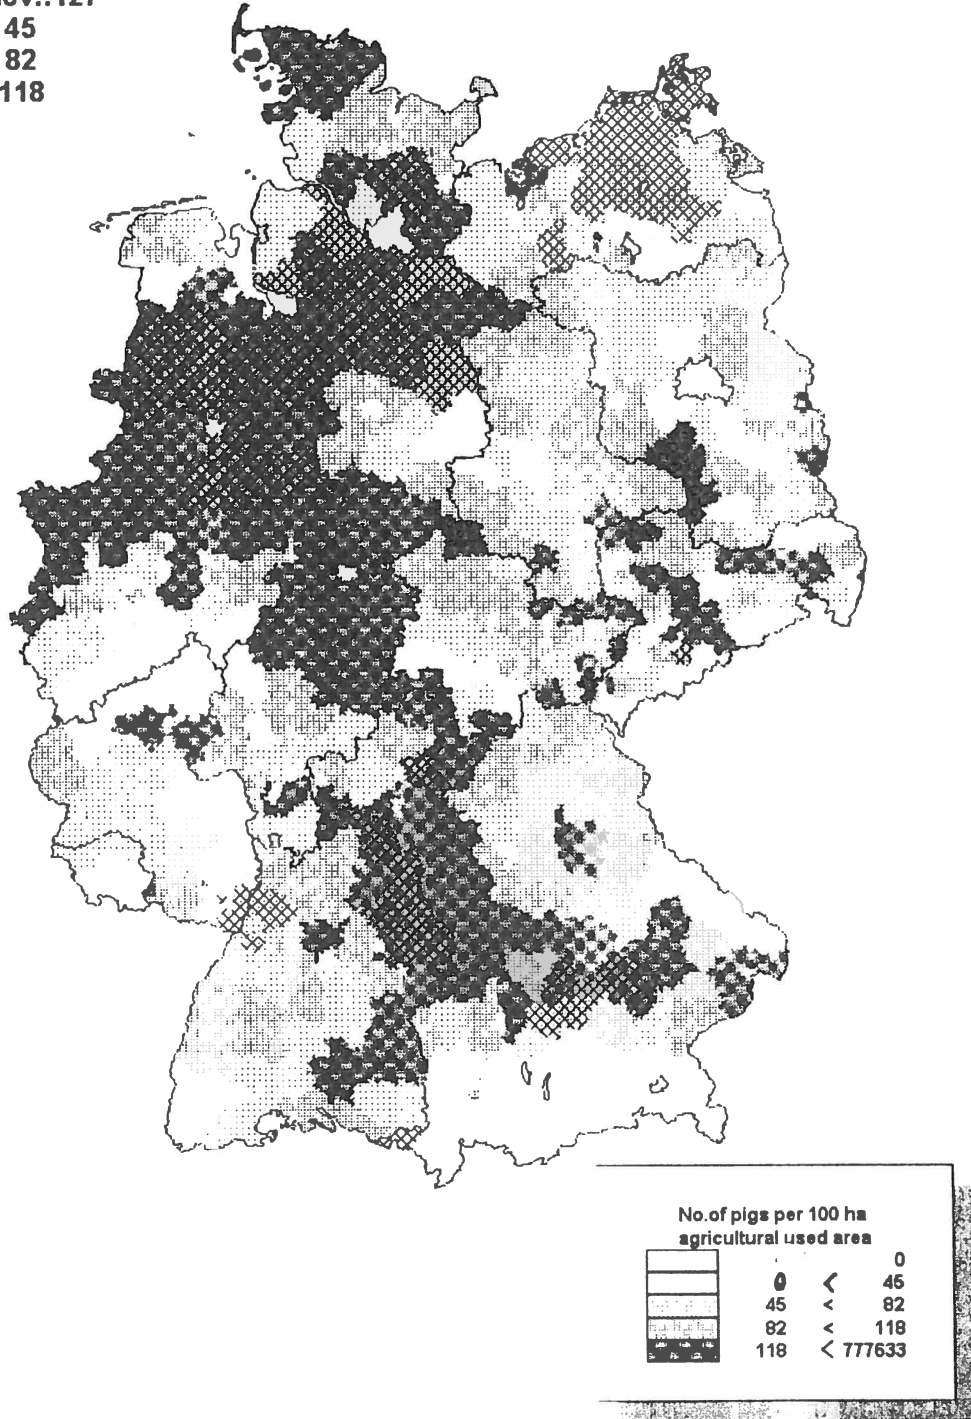 45
82
118
No.of pigs per 100 ha
agricultural used area
0
0 < 45
45 < 82
82 < 118
118 < 777633